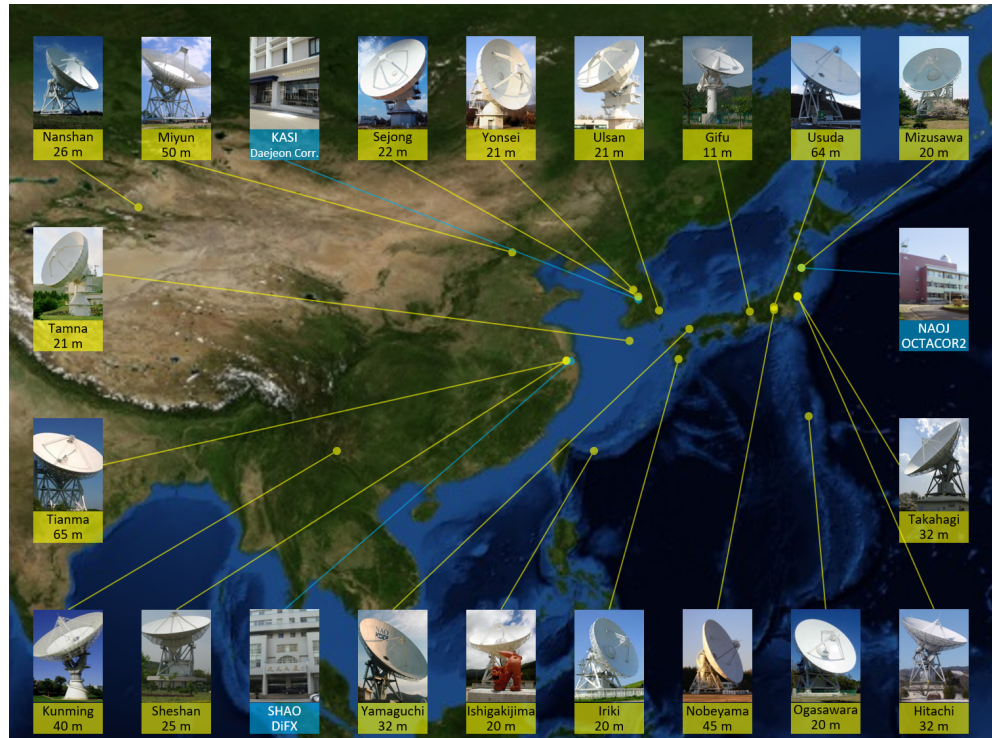 Nanshan
26 m
Miyun
50 m
KASI
Daejeon Corr.
Sejong
22 m
Yonsei
21 m
Ulsan
21 m
Gifu
11 m
Usuda
64 m
Mizusawa
20 m
Tamna
21 m
NAOJ
OCTACOR2
Tianma
65 m
Takahagi
32 m
Kunming
40 m
Sheshan
25 m
SHAO
DiFX
Yamaguchi
32 m
Ishigakijima
20 m
Iriki
20 m
Nobeyama
45 m
Ogasawara
20 m
Hitachi
32 m